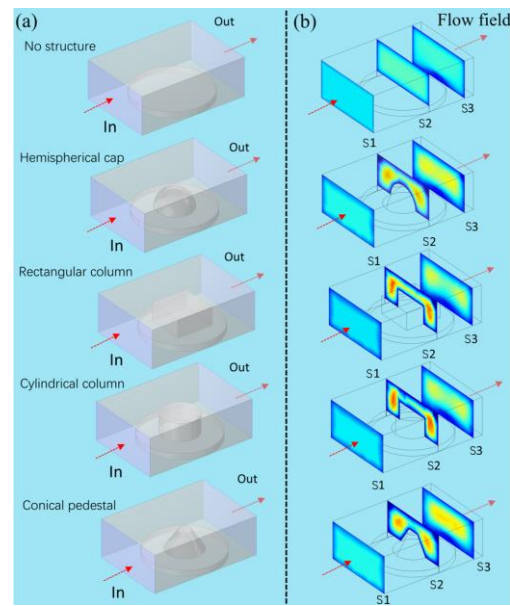 (a)
No structure
Out
In
Hemispherical cap
Out
In
Rectangular column
Out
In
Cylindrical column
Out
In
Conical pedestal
Out
In
(b)
Flow field
S1
S2
S3
S1
S2
S3
S1
S2
S3
S1
S2
S3
S1
S2
S3